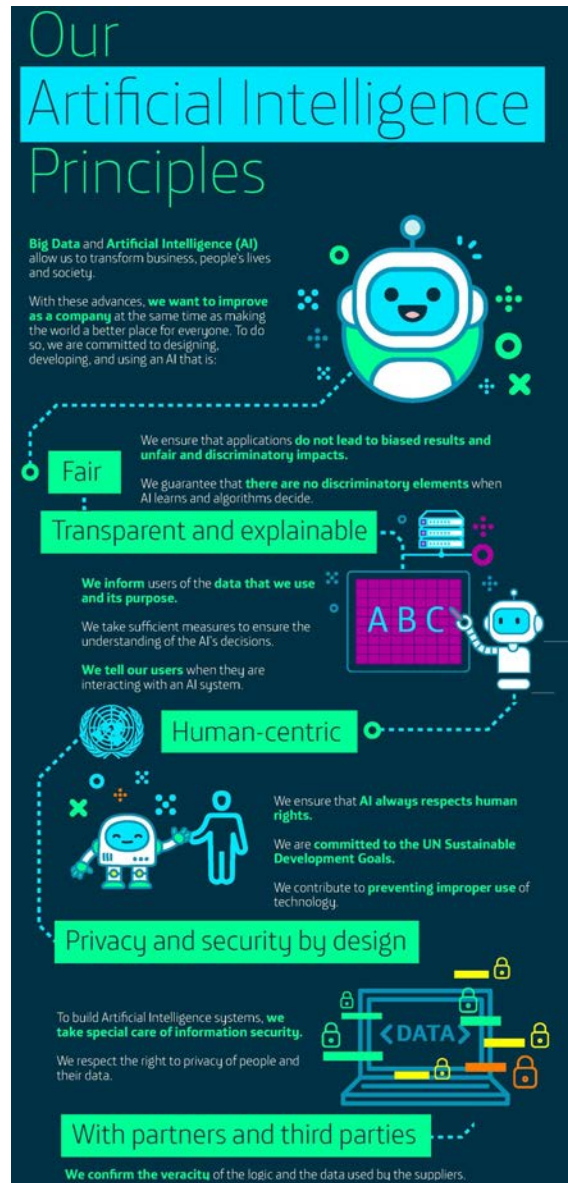 Our
Artificial Intelligence
Principles
Big Data and Artificial Intelligence (AI)
allow us to transform business, people's lives
and society.
With these advances, we want to improve
as a company at the same time as making
the world a better place for everyone. To do
so, we are committed to designing,
developing, and using an AI that is:
Fair
We ensure that applications do not lead to biased results and
unfair and discriminatory impacts.
We guarantee that there are no discriminatory elements when
AI learns and algorithms decide.
Transparent and explainable
We inform users of the data that we use
and its purpose.
We take sufficient measures to ensure the
understanding of the AI's decisions.
We tell our users when they are
interacting with an AI system.
A B C
Human-centric
We ensure that AI always respects human
rights.
We are committed to the UN Sustainable
Development Goals.
We contribute to preventing improper use of
technology.
Privacy and security by design
To build Artificial Intelligence systems, we
take special care of information security.
We respect the right to privacy of people and
their data.
<DATA>
With partners and third parties
We confirm the veracity of the logic and the data used by the suppliers.